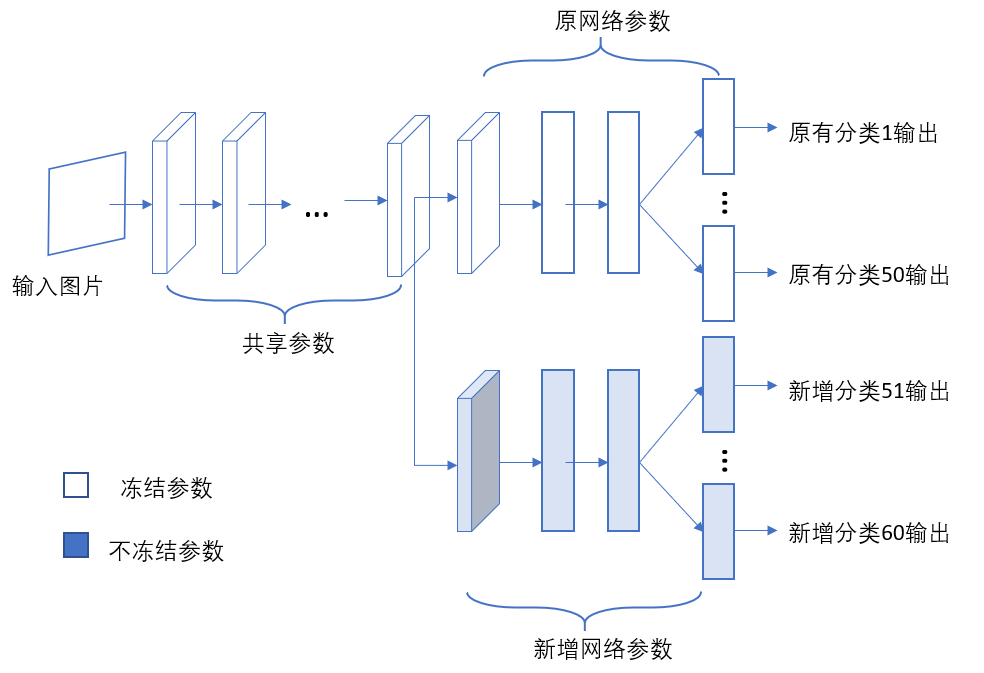 原网络参数
原有分类1输出
...
输入图片
原有分类50输出
共享参数
新增分类51输出
冻结参数
不冻结参数
新增分类60输出
新增网络参数